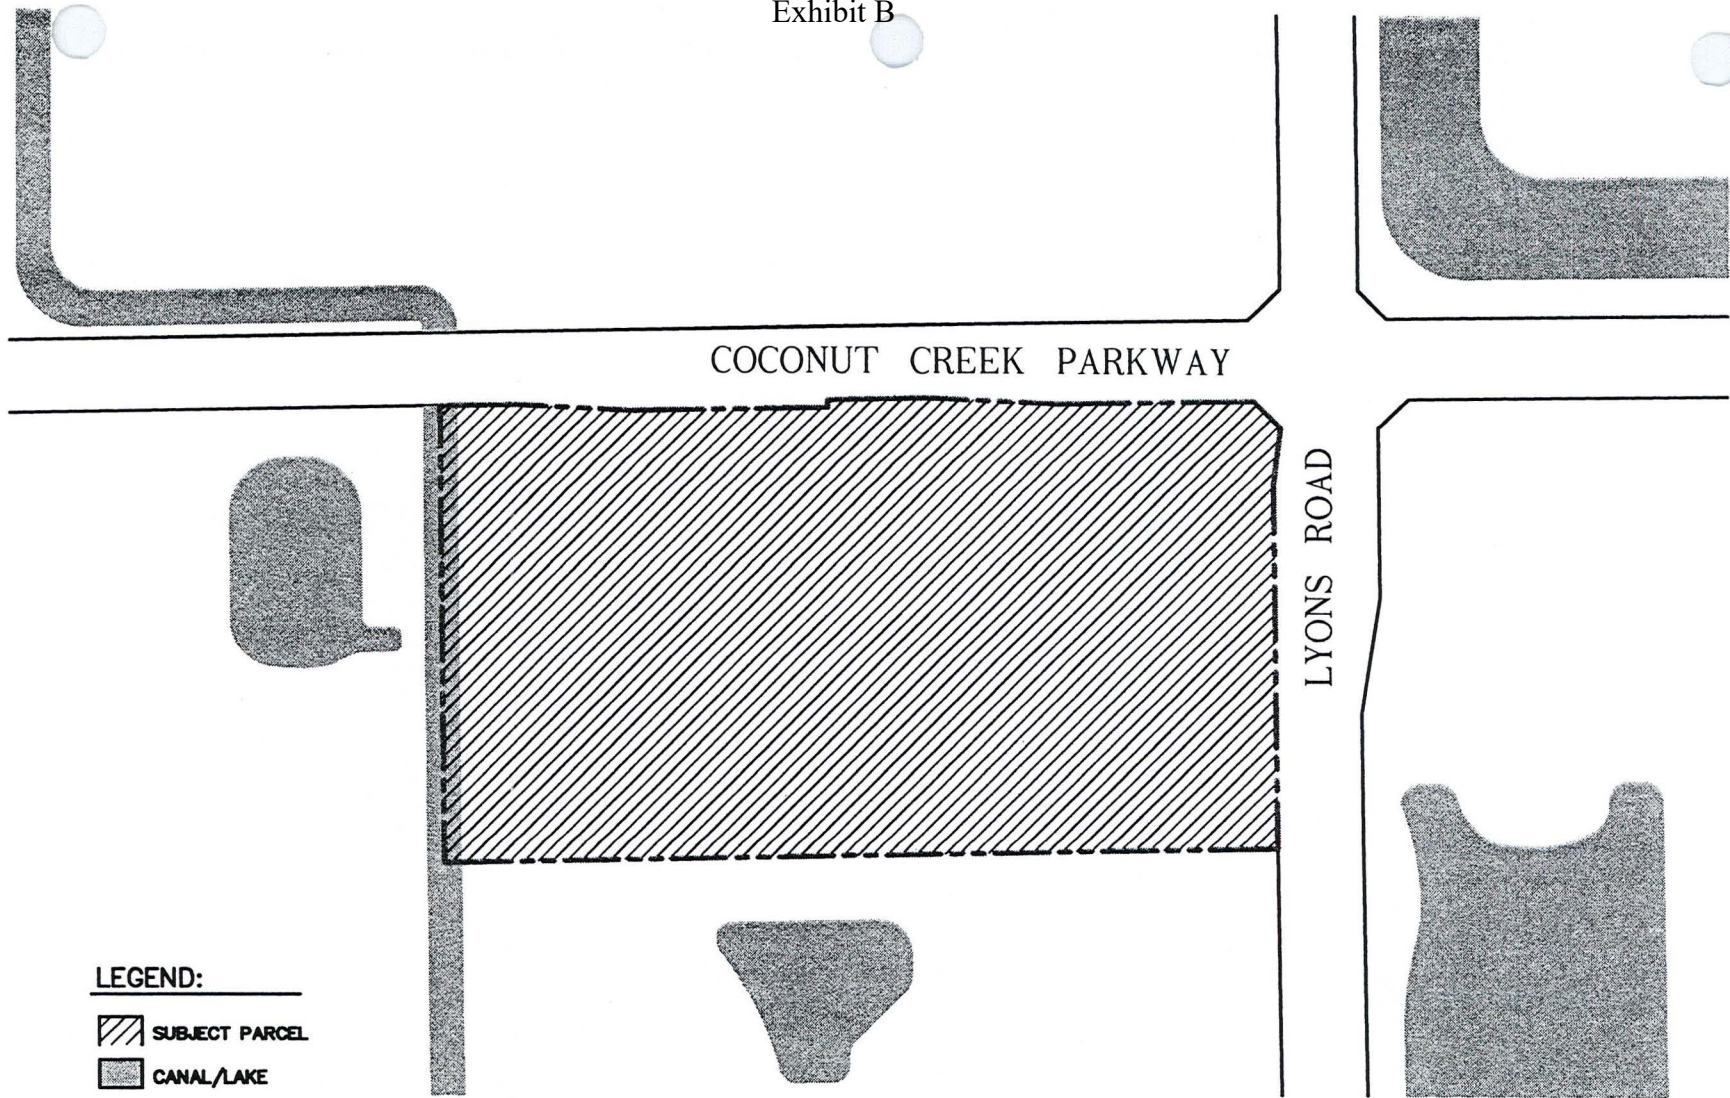 Exhibit B
COCONUT CREEK PARKWAY
LYONS ROAD
LEGEND:
SUBJECT PARCEL
CANAL/LAKE